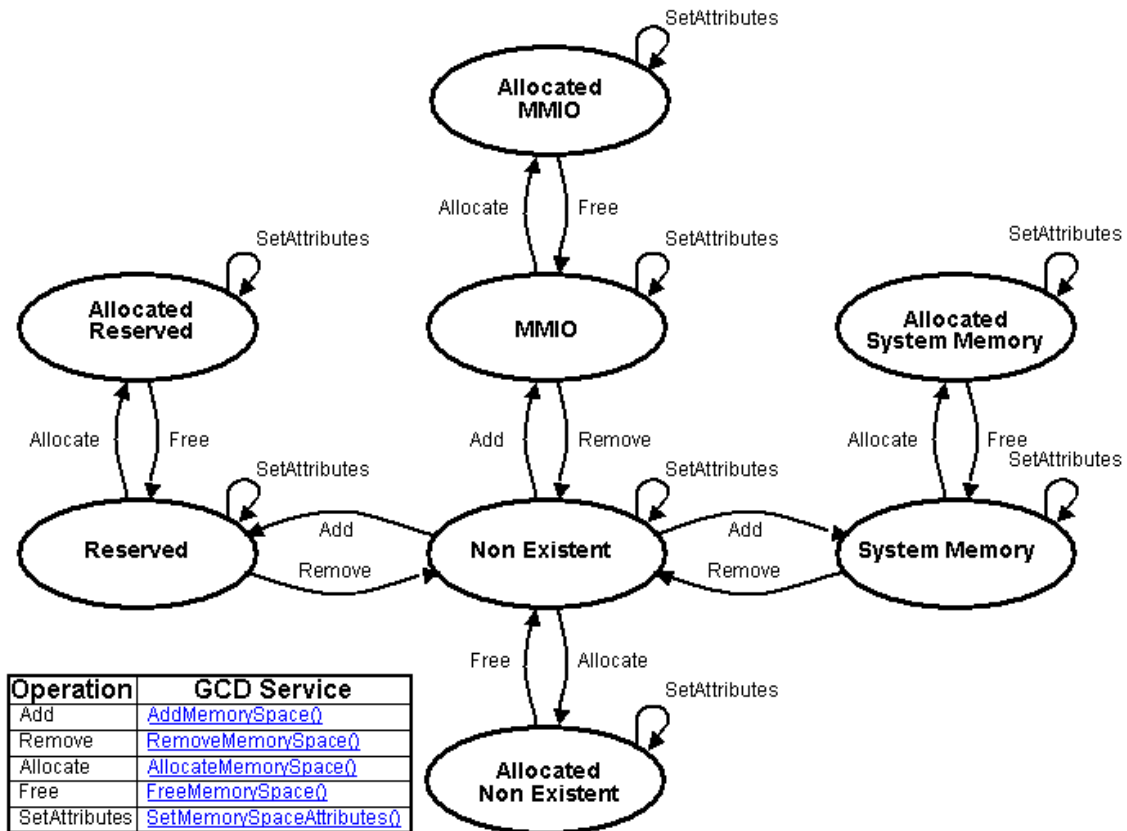 SetAttributes
Allocated
MMIO
Allocate
Free
SetAttributes
SetAttributes
SetAttributes
Allocated
Reserved
MMIO
Allocated
System Memory
Allocate
Free
Add
Remove
Allocate
Free
SetAttributes
SetAttributes
SetAttributes
Reserved
Add
Remove
Non Existent
Add
Remove
System Memory
Free
Allocate
SetAttributes
Allocated
Non Existent
Operation GCD Service
Add AddMemorySpace()
Remove RemoveMemorySpace()
Allocate AllocateMemorySpace()
Free FreeMemorySpace()
SetAttributes SetMemorySpaceAttributes()